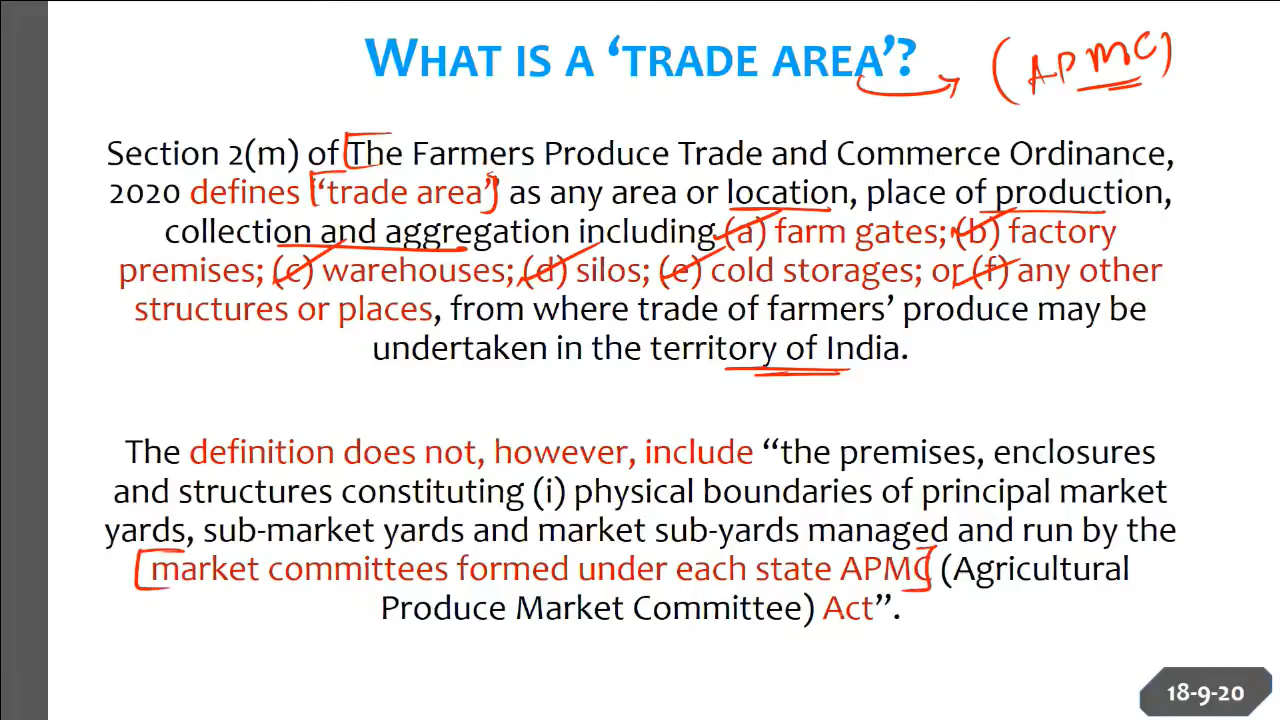 WHAT IS A ‘TRADE AREA’?
(APMC)
Section 2(m) of The Farmers Produce Trade and Commerce Ordinance,
2020 defines “trade area” as any area or location, place of production,
collection and aggregation including (a) farm gates; (b) factory
premises; (c) warehouses; (d) silos; (e) cold storages; or (f) any other
structures or places, from where trade of farmers’ produce may be
undertaken in the territory of India.
The definition does not, however, include “the premises, enclosures
and structures constituting (i) physical boundaries of principal market
yards, sub-market yards and market sub-yards managed and run by the
market committees formed under each state APMC (Agricultural
Produce Market Committee) Act”.
18-9-20